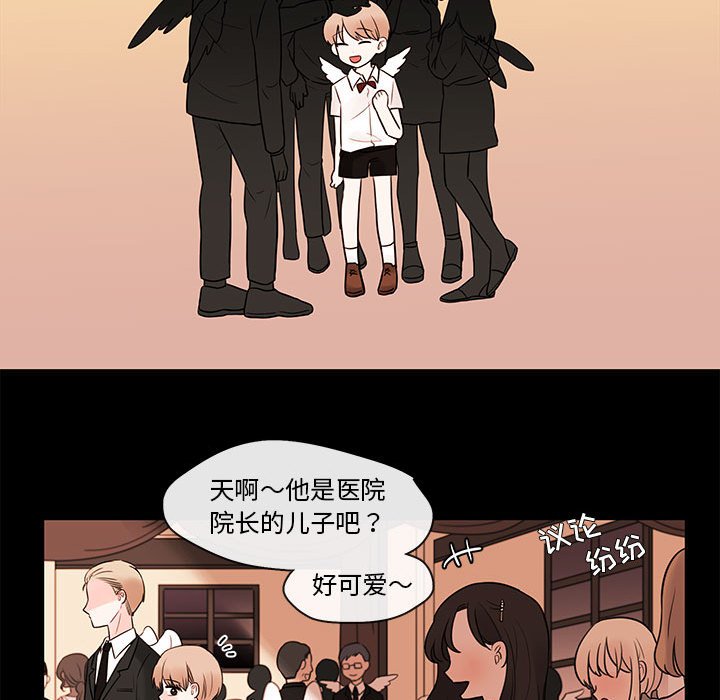 天啊～他是医院
院长的儿子吧？
好可爱～
议论
纷纷